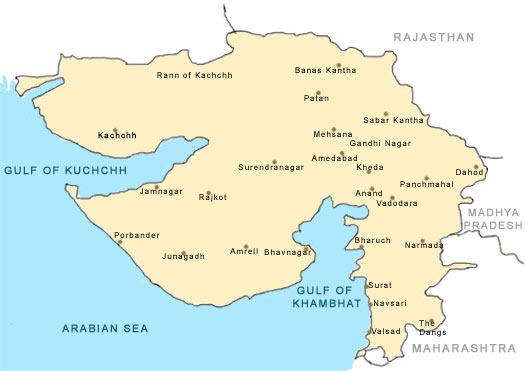 RAJASTHAN
Banas Kantha
Rann of Kachchh
Patan
Sabar Kantha
Kachchh
Mehsana
Gandhi Nagar
Amedabad
GULF OF KUCHCHH
Surendranagar
Kheda
Dahod
Panchmahal
Jamnagar
Rajkot
Anand
Vadodara
MADHYA
PRADESH
Porbander
Bharuch
Narmada
Junagadh
Amrell
Bhavnagar
Surat
GULF OF
KHAMBHAT
Navsari
ARABIAN SEA
Valsad
The
Dangs
MAHARASHTRA